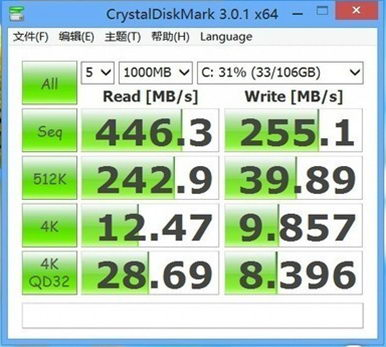 CrystalDiskMark 3.0.1 x64
文件(F) 编辑(E) 主题(T) 帮助(H) Language
All 5 1000MB C: 31% (33/106GB)
Read [MB/s] Write [MB/s]
Seq 446.3 255.1
512K 242.9 39.89
4K 12.47 9.857
4K QD32 28.69 8.396